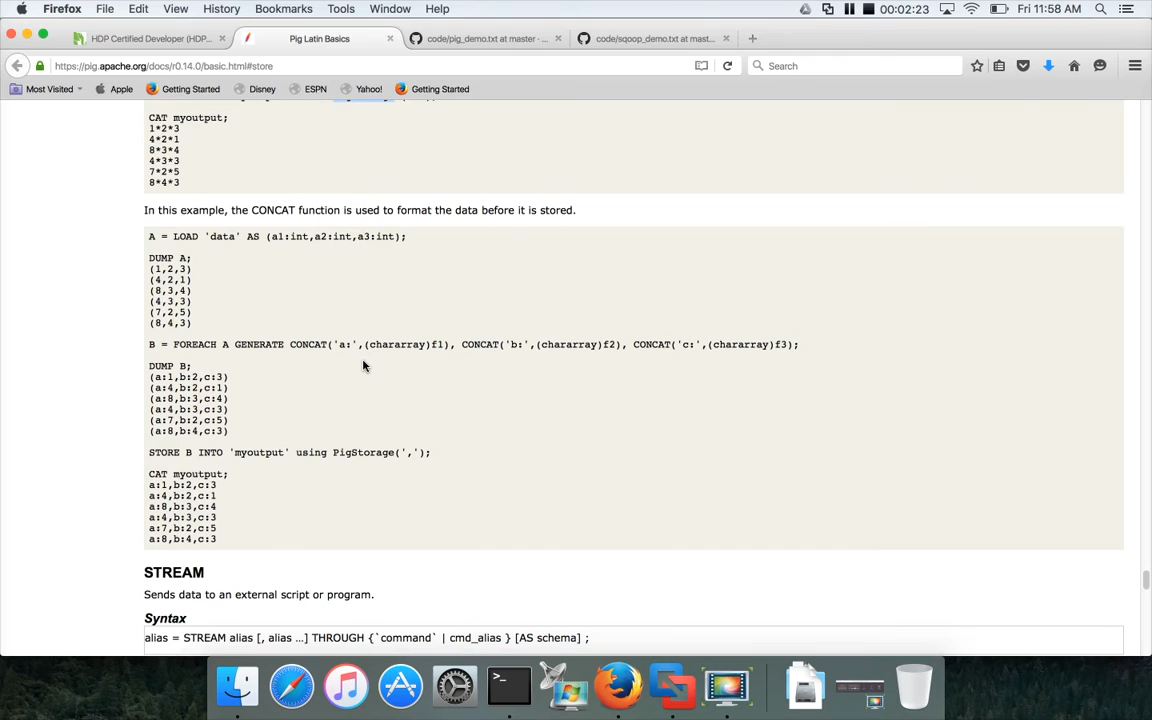 Firefox File Edit View History Bookmarks Tools Window Help 00:02:23 Fri 11:58 AM
HDP Certified Developer (HDP... Pig Latin Basics code/pig_demo.txt at master · ... code/sqoop_demo.txt at mast...
https://pig.apache.org/docs/r0.14.0/basic.html#store Search
Most Visited Apple Getting Started Disney ESPN Yahoo! Getting Started
CAT myoutput;
1*2*3
4*2*1
8*3*4
4*3*3
7*2*5
8*4*3
In this example, the CONCAT function is used to format the data before it is stored.
A = LOAD 'data' AS (a1:int,a2:int,a3:int);
DUMP A;
(1,2,3)
(4,2,1)
(8,3,4)
(4,3,3)
(7,2,5)
(8,4,3)
B = FOREACH A GENERATE CONCAT('a:',(chararray)f1), CONCAT('b:',(chararray)f2), CONCAT('c:',(chararray)f3);
DUMP B;
(a:1,b:2,c:3)
(a:4,b:2,c:1)
(a:8,b:3,c:4)
(a:4,b:3,c:3)
(a:7,b:2,c:5)
(a:8,b:4,c:3)
STORE B INTO 'myoutput' using PigStorage(',');
CAT myoutput;
a:1,b:2,c:3
a:4,b:2,c:1
a:8,b:3,c:4
a:4,b:3,c:3
a:7,b:2,c:5
a:8,b:4,c:3
STREAM
Sends data to an external script or program.
Syntax
alias = STREAM alias [, alias …] THROUGH {`command` | cmd_alias } [AS schema] ;